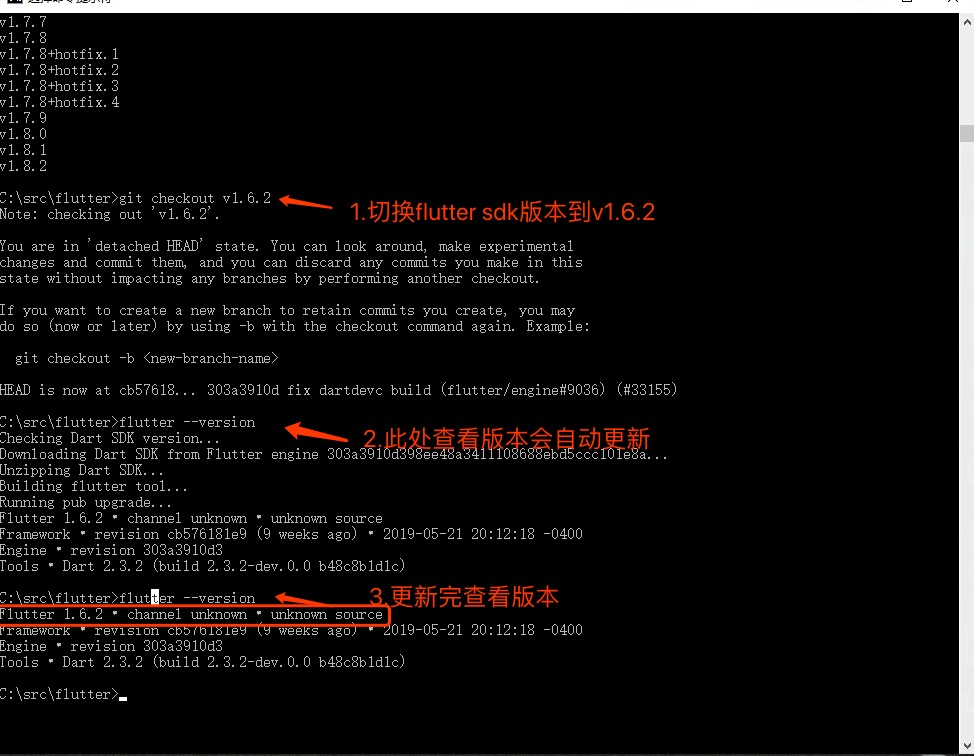 v1.7.7
v1.7.8
v1.7.8+hotfix.1
v1.7.8+hotfix.2
v1.7.8+hotfix.3
v1.7.8+hotfix.4
v1.7.9
v1.8.0
v1.8.1
v1.8.2
C:\src\flutter>git checkout v1.6.2
1.切换flutter sdk版本到v1.6.2
Note: checking out 'v1.6.2'.
You are in 'detached HEAD' state. You can look around, make experimental
changes and commit them, and you can discard any commits you make in this
state without impacting any branches by performing another checkout.
If you want to create a new branch to retain commits you create, you may
do so (now or later) by using -b with the checkout command again. Example:
git checkout -b <new-branch-name>
HEAD is now at cb57618... 303a3910d fix dartdevc build (flutter/engine#9036) (#33155)
C:\src\flutter>flutter --version
2.此处查看版本会自动更新
Checking Dart SDK version...
Downloading Dart SDK from Flutter engine 303a3910d398ee48a3411108688ebd5ccc101e8a...
Unzipping Dart SDK...
Building flutter tool...
Running pub upgrade...
Flutter 1.6.2 • channel unknown • unknown source
Framework • revision cb576181e9 (9 weeks ago) • 2019-05-21 20:12:18 -0400
Engine • revision 303a3910d3
Tools • Dart 2.3.2 (build 2.3.2-dev.0.0 b48c8b1d1c)
C:\src\flutter>flutter --version
3.更新完查看版本
Flutter 1.6.2 • channel unknown • unknown source
Framework • revision cb576181e9 (9 weeks ago) • 2019-05-21 20:12:18 -0400
Engine • revision 303a3910d3
Tools • Dart 2.3.2 (build 2.3.2-dev.0.0 b48c8b1d1c)
C:\src\flutter>